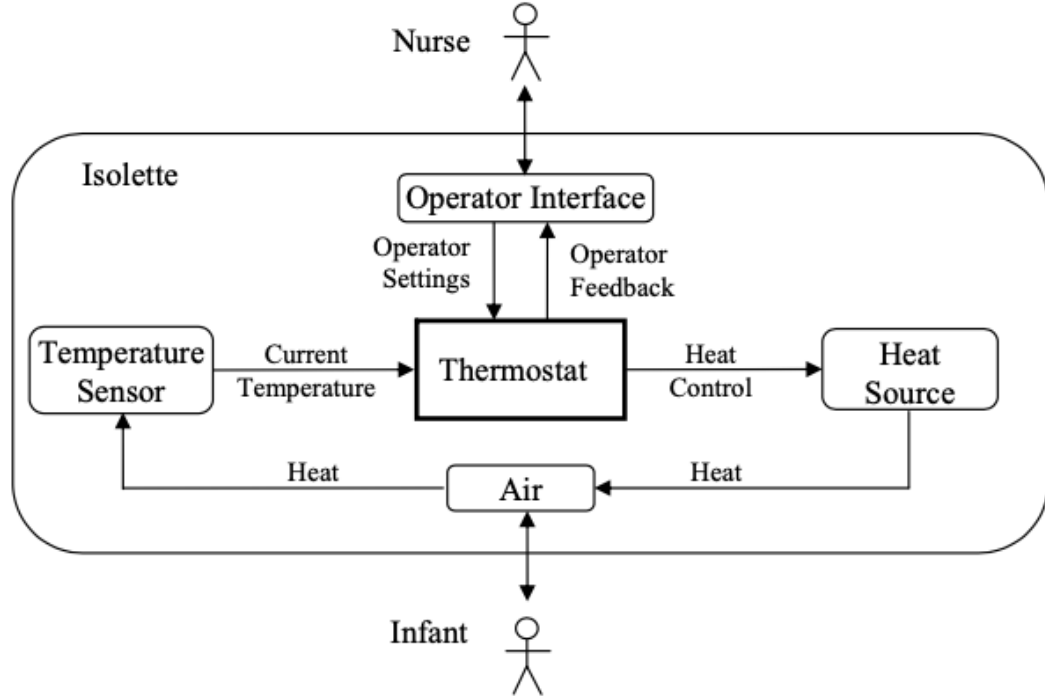 Nurse
Isolette
Operator Interface
Operator
Settings
Operator
Feedback
Temperature
Sensor
Current
Temperature
Thermostat
Heat
Control
Heat
Source
Heat
Air
Heat
Infant